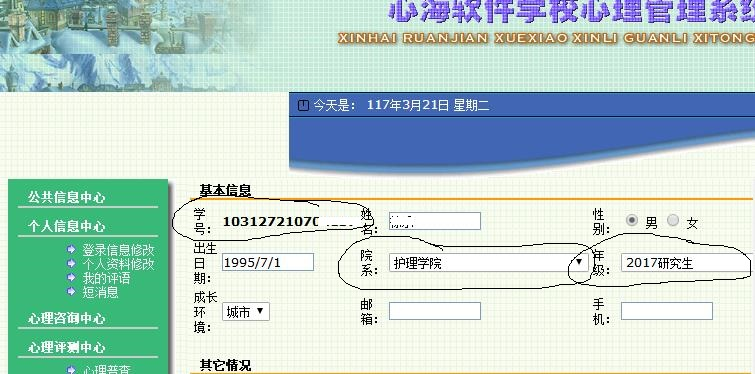 心海软件学校心理管理系统
XINHAI RUANJIAN XUEXIAO XINLI GUANLI XITONG
今天是： 117年3月21日 星期二
公共信息中心
个人信息中心
登录信息修改
个人资料修改
我的评语
短消息
心理咨询中心
心理评测中心
心理普查
基本信息
学号： 10312721070 姓名： 性别： 男 女
出生日期： 1995/7/1 院系： 护理学院 年级： 2017研究生
成长环境： 城市 邮箱： 手机：
其它情况